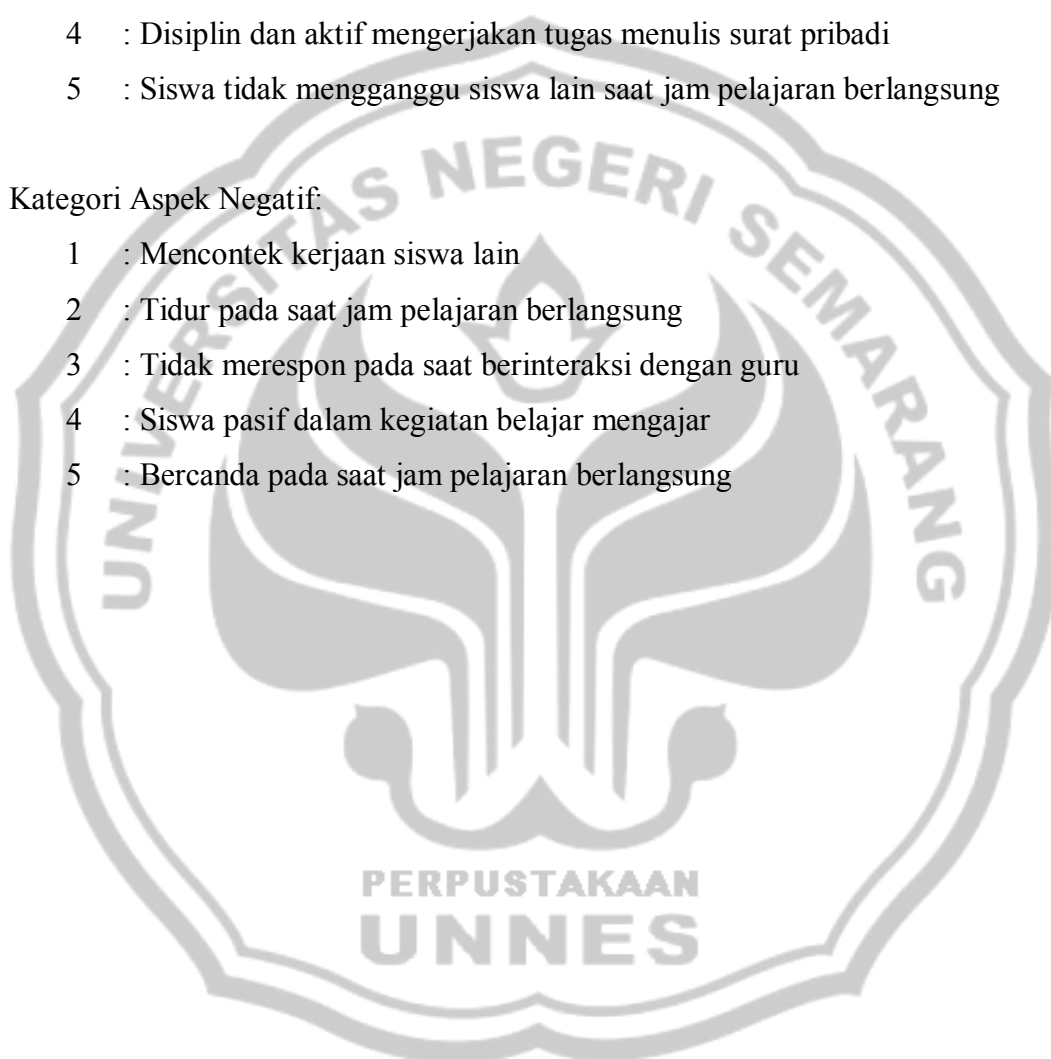 4 : Disiplin dan aktif mengerjakan tugas menulis surat pribadi
5 : Siswa tidak mengganggu siswa lain saat jam pelajaran berlangsung
Kategori Aspek Negatif:
1 : Mencontek kerjaan siswa lain
2 : Tidur pada saat jam pelajaran berlangsung
3 : Tidak merespon pada saat berinteraksi dengan guru
4 : Siswa pasif dalam kegiatan belajar mengajar
5 : Bercanda pada saat jam pelajaran berlangsung
UNIVERSITAS NEGERI SEMARANG
PERPUSTAKAAN
UNNES